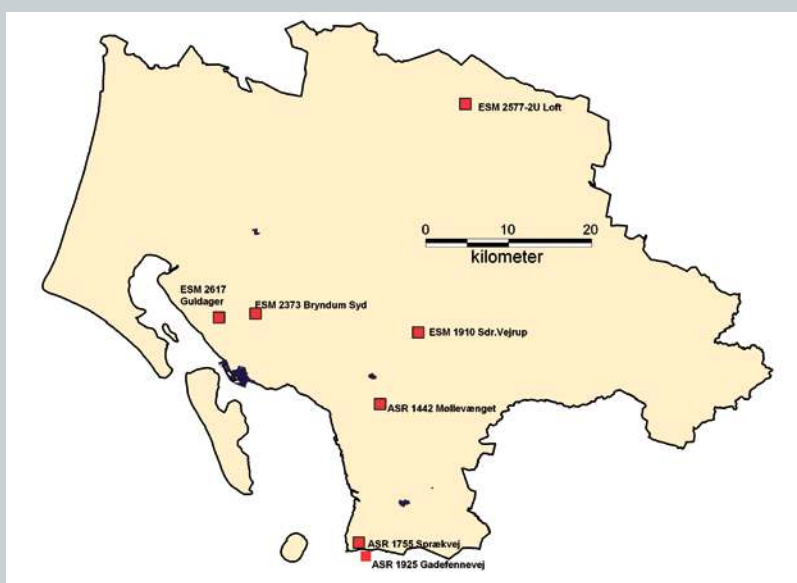 ESM 2577-2U Loft
0 10 20
kilometer
ESM 2617
Guldager
ESM 2373 Bryndum Syd
ESM 1910 Sdr.Vejrup
ASR 1442 Møllevænget
ASR 1755 Sprækvej
ASR 1925 Gadefennevej